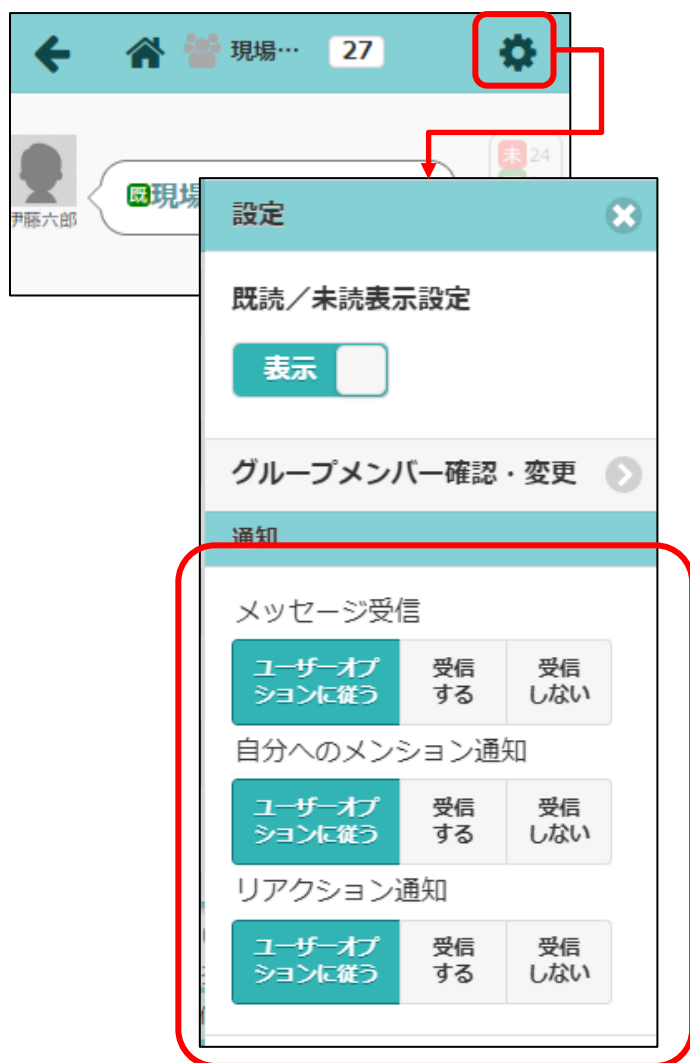 現場… 27
未 24
伊藤六郎
既 現場
設定
既読／未読表示設定
表示
グループメンバー確認・変更
通知
メッセージ受信
ユーザーオプ
ションに従う
受信
する
受信
しない
自分へのメンション通知
ユーザーオプ
ションに従う
受信
する
受信
しない
リアクション通知
ユーザーオプ
ションに従う
受信
する
受信
しない